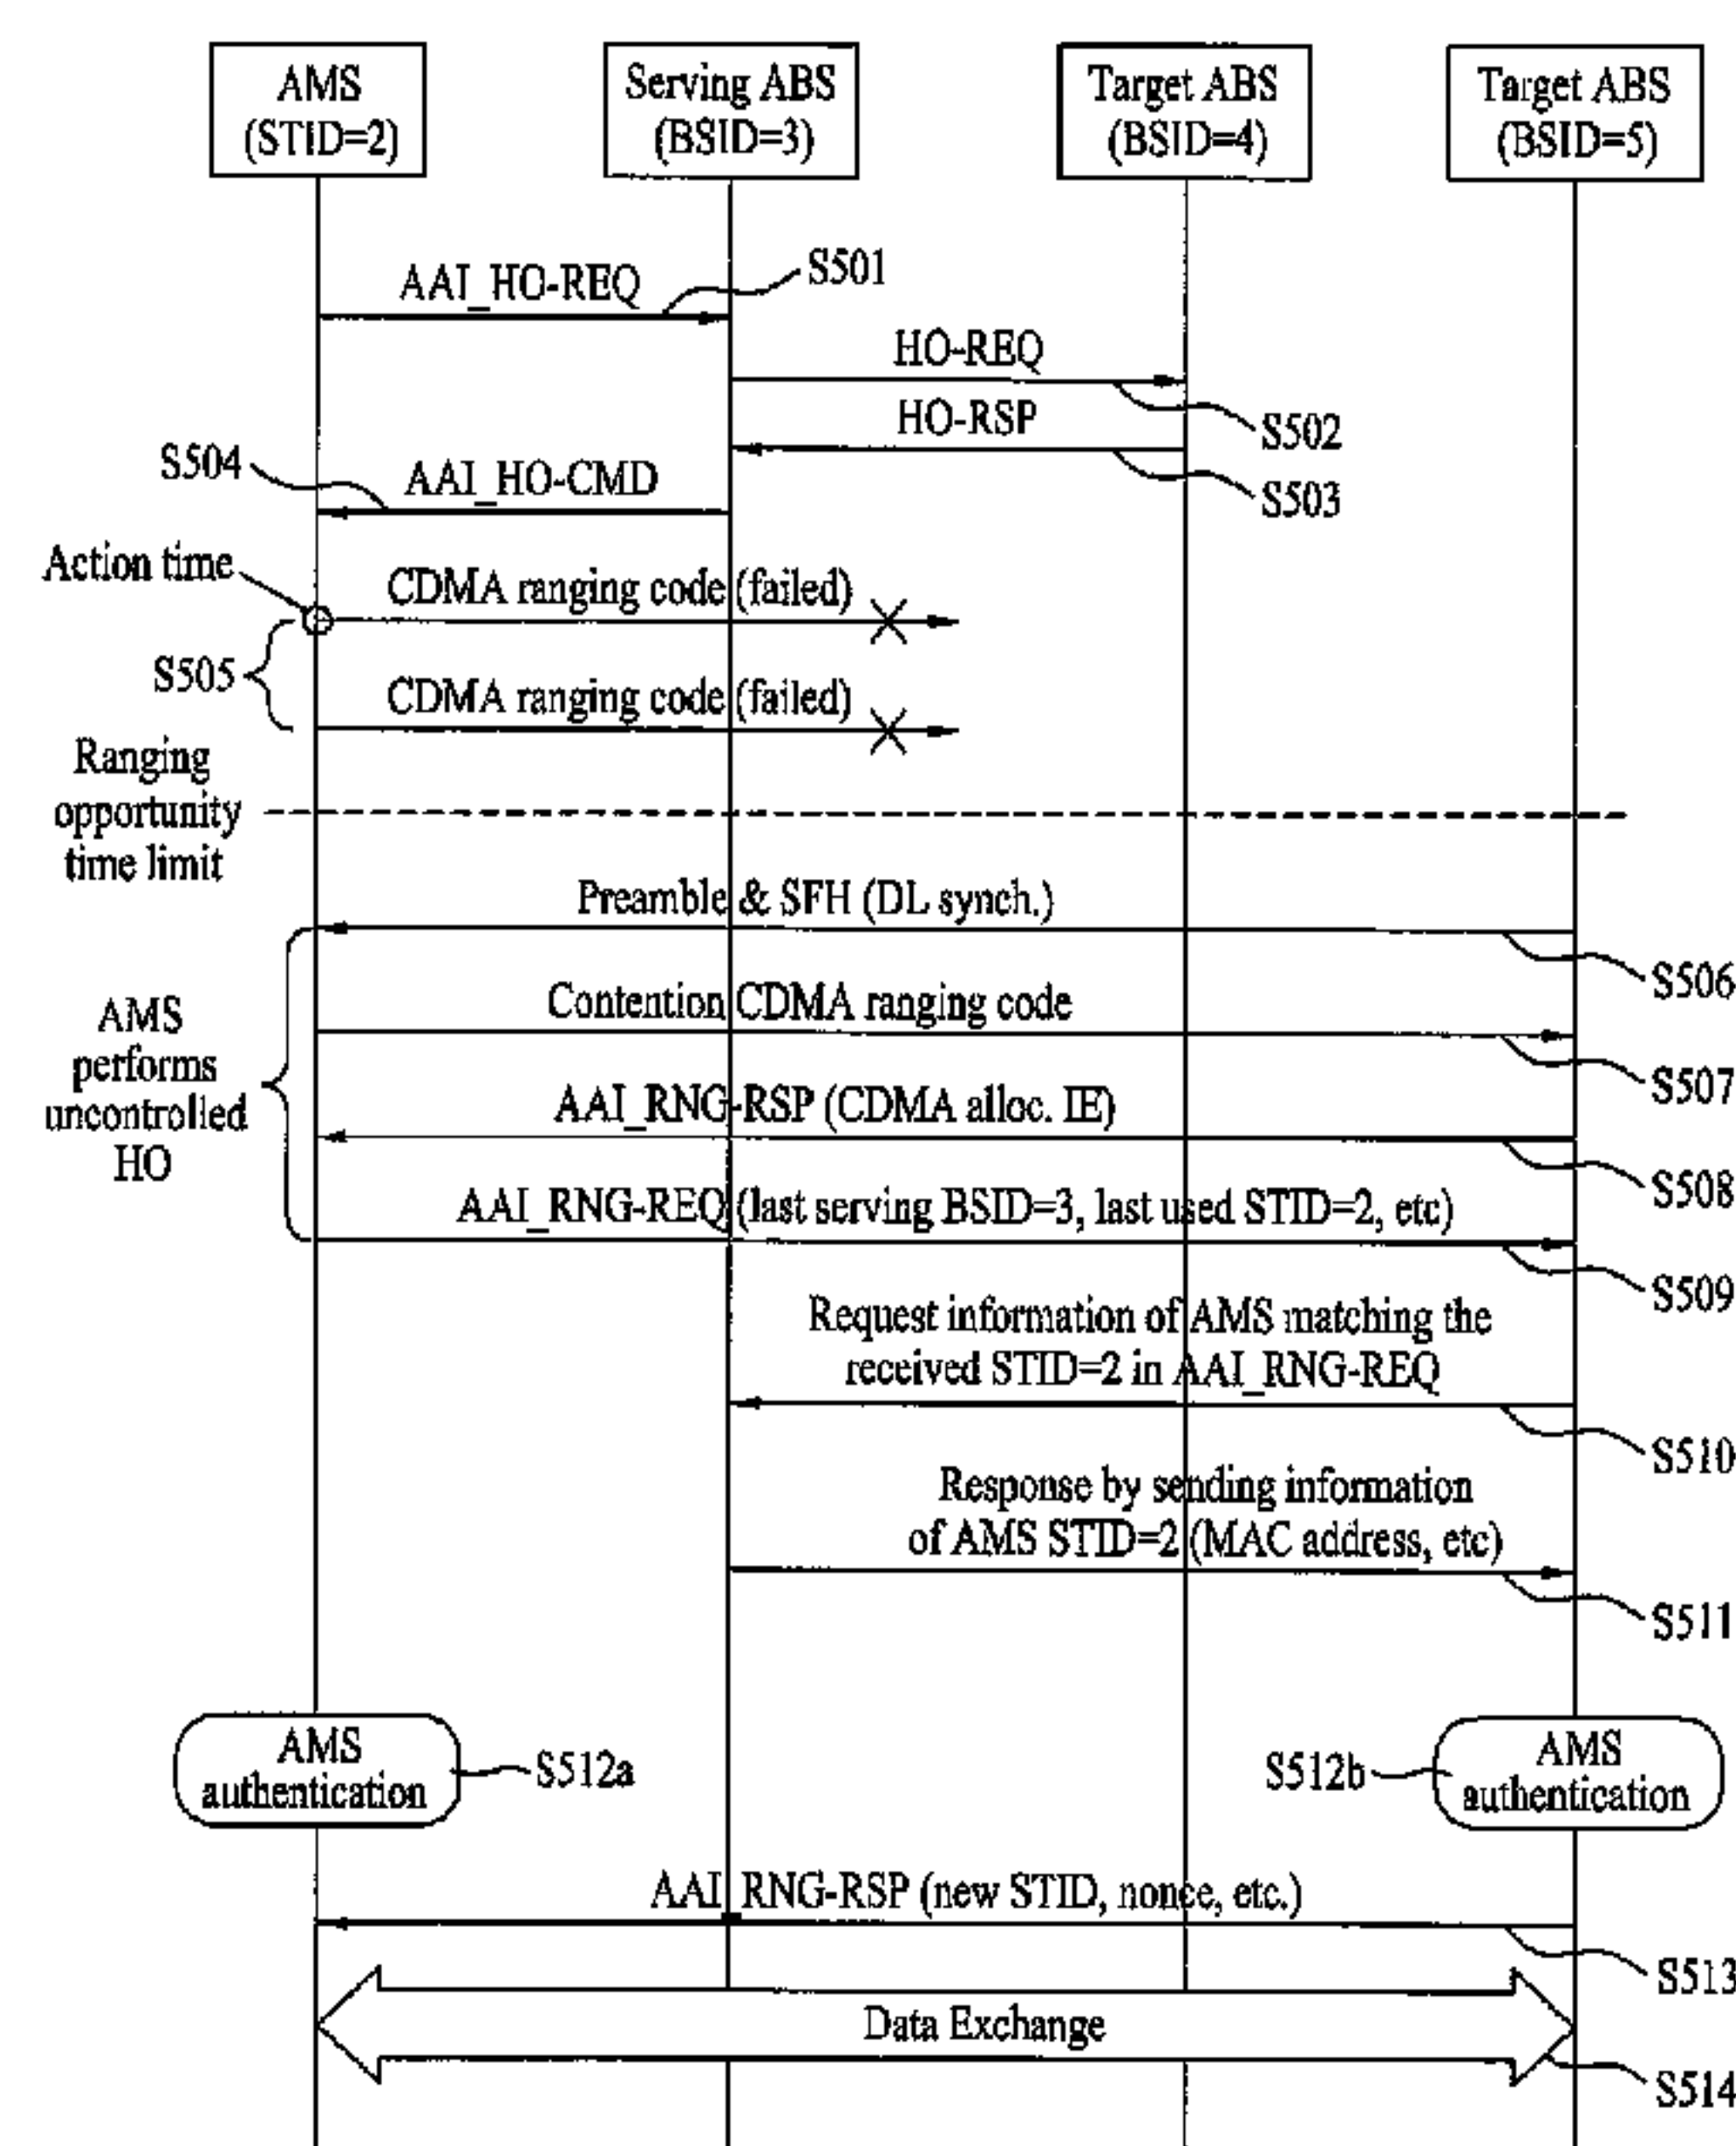 AMS
(STID=2)
Serving ABS
(BSID=3)
Target ABS
(BSID=4)
Target ABS
(BSID=5)
AAI_HO-REQ
S501
HO-REQ
S502
HO-RSP
S503
S504
AAI_HO-CMD
Action time
CDMA ranging code (failed)
S505
CDMA ranging code (failed)
Ranging
opportunity
time limit
Preamble & SFH (DL synch.)
S506
AMS
performs
uncontrolled
HO
Contention CDMA ranging code
S507
AAI_RNG-RSP (CDMA alloc. IE)
S508
AAI_RNG-REQ (last serving BSID=3, last used STID=2, etc)
S509
Request information of AMS matching the
received STID=2 in AAI_RNG-REQ
S510
Response by sending information
of AMS STID=2 (MAC address, etc)
S511
AMS
authentication
S512a
S512b
AMS
authentication
AAI_RNG-RSP (new STID, nonce, etc.)
S513
Data Exchange
S514